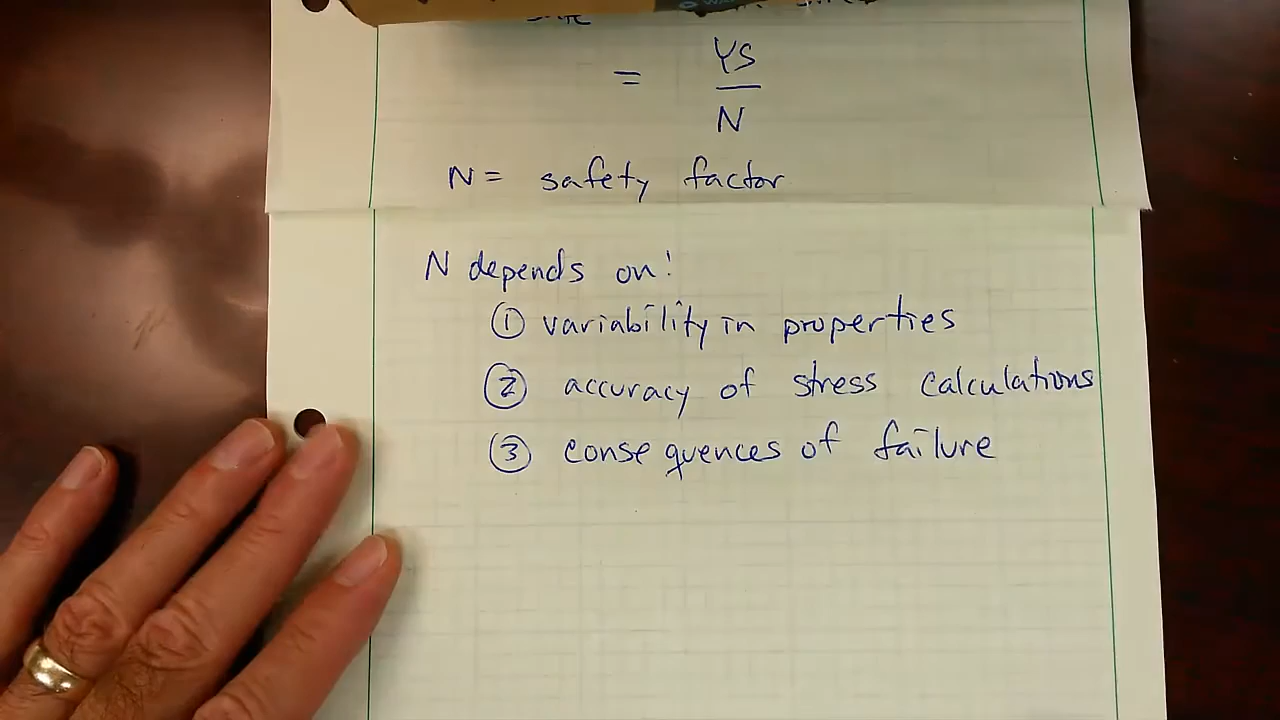 = YS
N
N = safety factor
N depends on:
① variability in properties
② accuracy of stress calculations
③ consequences of failure